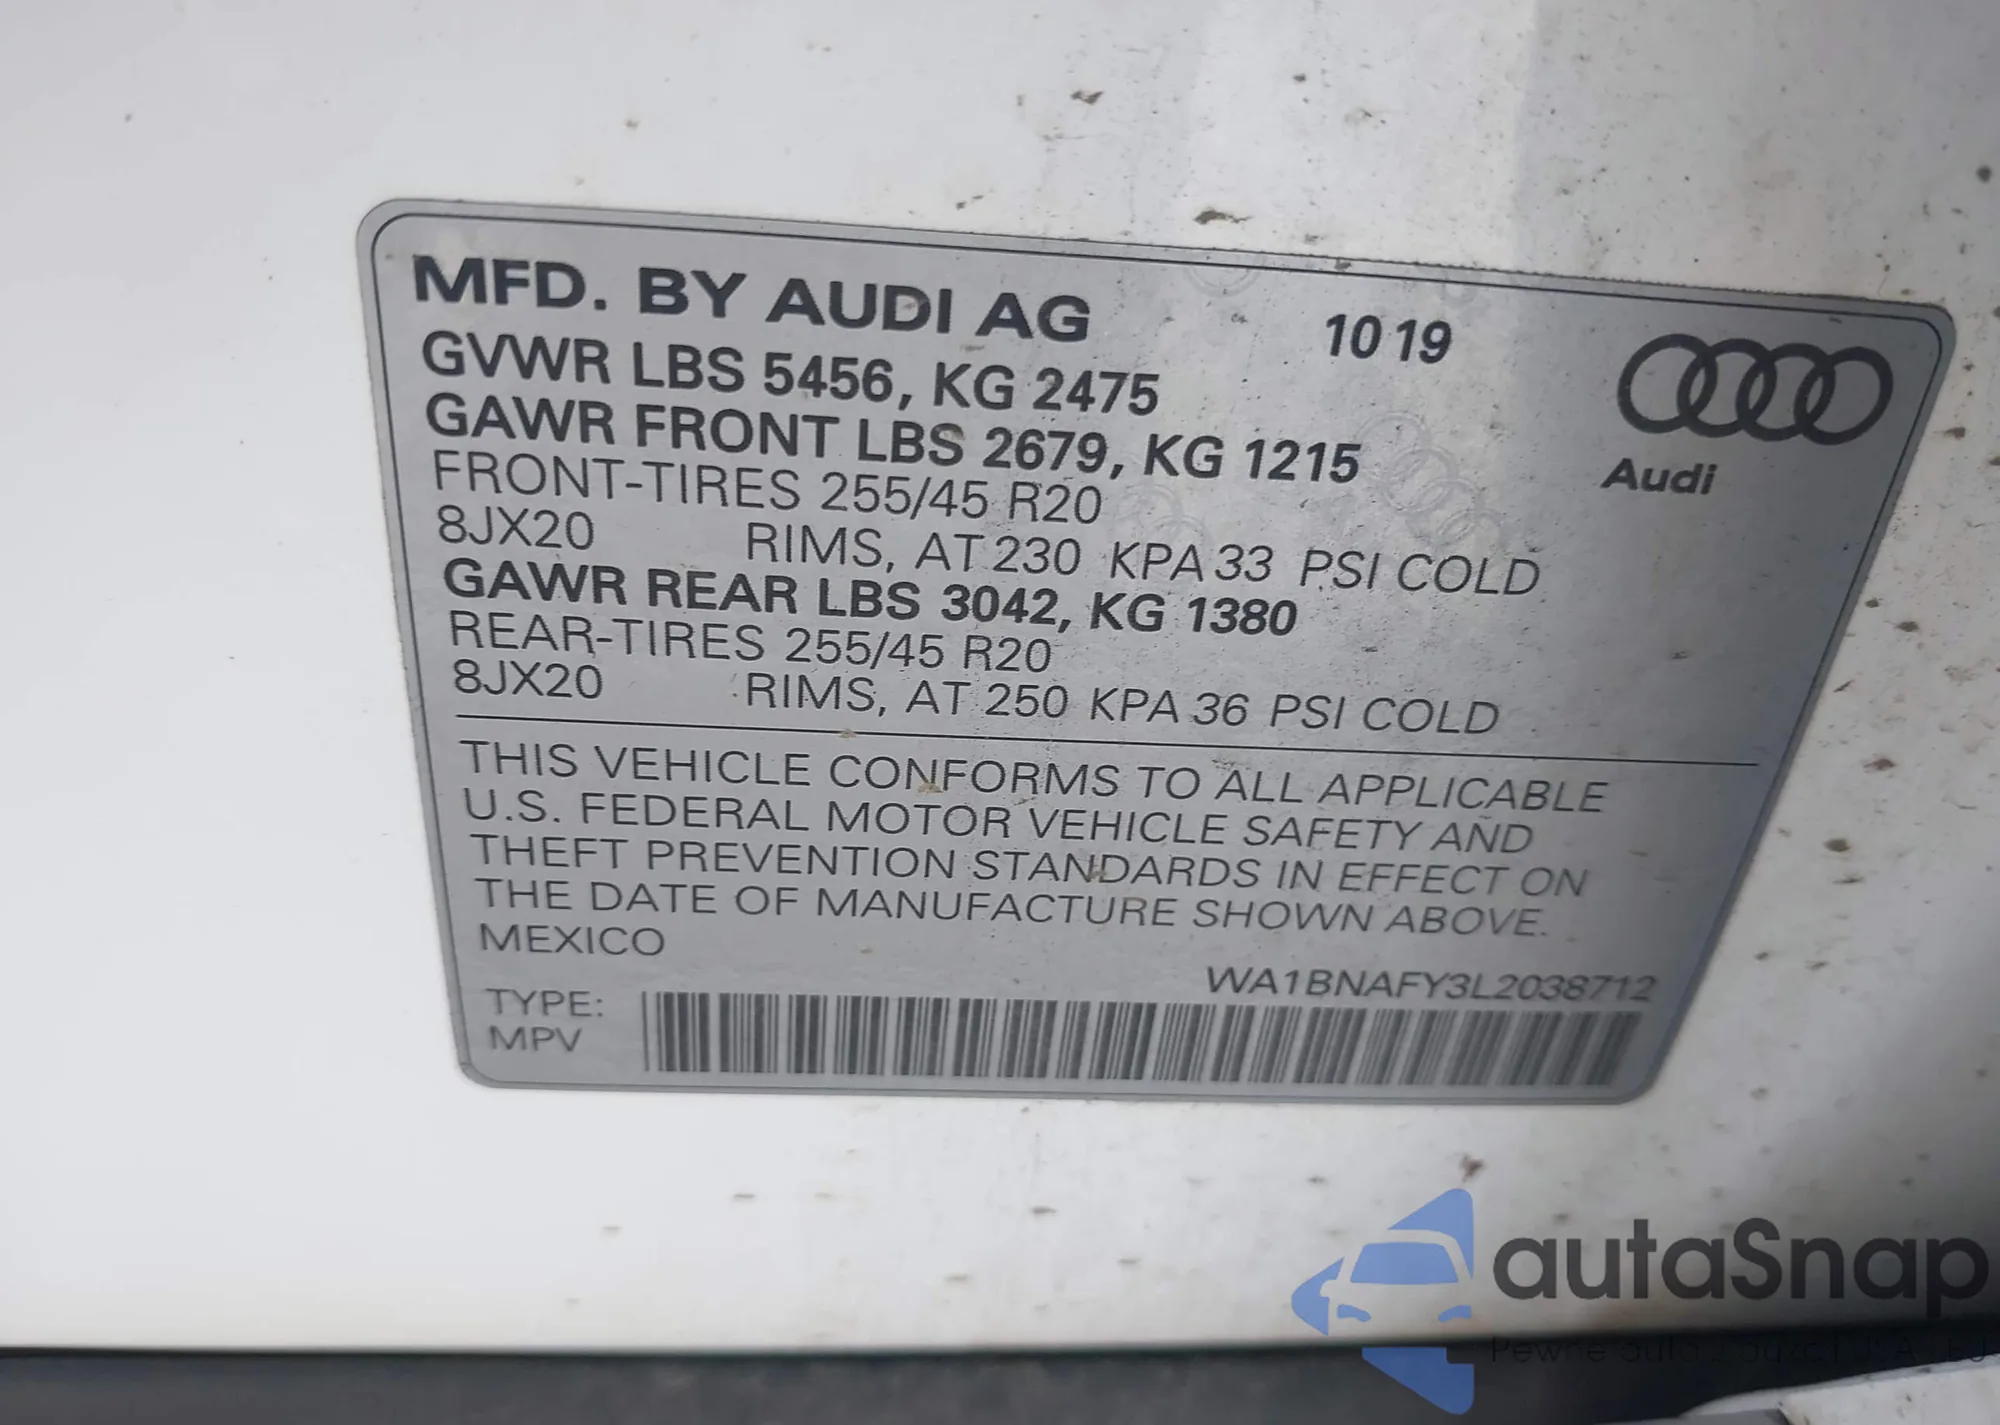 MFD. BY AUDI AG 10 19
GVWR LBS 5456, KG 2475
GAWR FRONT LBS 2679, KG 1215
FRONT-TIRES 255/45 R20
8JX20 RIMS, AT 230 KPA 33 PSI COLD
GAWR REAR LBS 3042, KG 1380
REAR-TIRES 255/45 R20
8JX20 RIMS, AT 250 KPA 36 PSI COLD
Audi
THIS VEHICLE CONFORMS TO ALL APPLICABLE
U.S. FEDERAL MOTOR VEHICLE SAFETY AND
THEFT PREVENTION STANDARDS IN EFFECT ON
THE DATE OF MANUFACTURE SHOWN ABOVE.
MEXICO
WA1BNAFY3L2038712
TYPE:
MPV
autaSnap
Pewne auta z